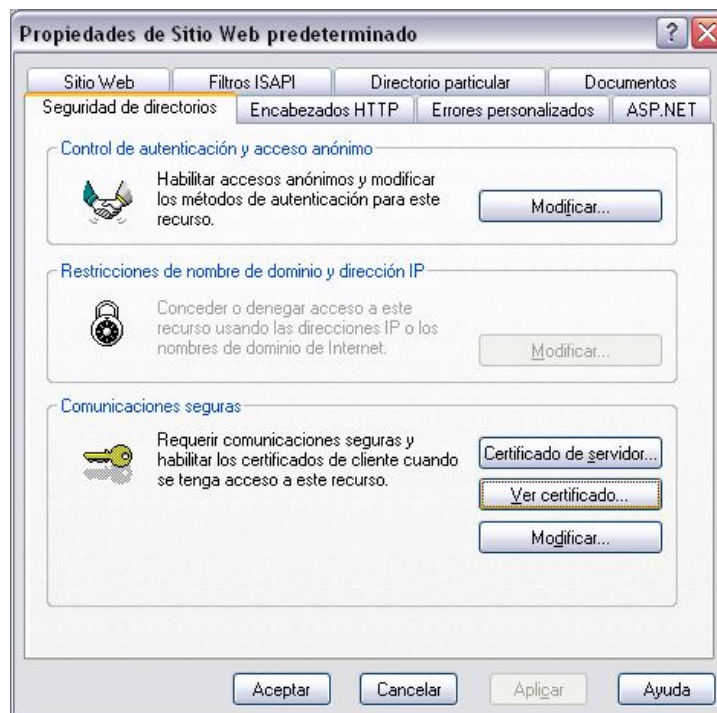 Propiedades de Sitio Web predeterminado
Sitio Web
Filtros ISAPI
Directorio particular
Documentos
Seguridad de directorios
Encabezados HTTP
Errores personalizados
ASP.NET
Control de autenticación y acceso anónimo
Habilitar accesos anónimos y modificar
los métodos de autenticación para este
recurso.
Modificar...
Restricciones de nombre de dominio y dirección IP
Conceder o denegar acceso a este
recurso usando las direcciones IP o los
nombres de dominio de Internet.
Modificar...
Comunicaciones seguras
Requerir comunicaciones seguras y
habilitar los certificados de cliente cuando
se tenga acceso a este recurso.
Certificado de servidor...
Ver certificado...
Modificar...
Aceptar
Cancelar
Aplicar
Ayuda